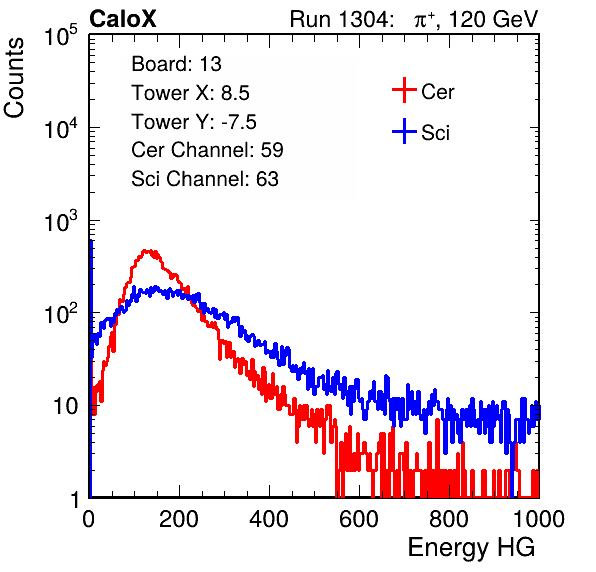 CaloX Run 1304: π⁺, 120 GeV
Counts
Board: 13
Tower X: 8.5
Tower Y: -7.5
Cer Channel: 59
Sci Channel: 63
Cer
Sci
10⁵
10⁴
10³
10²
10
1
0 200 400 600 800 1000
Energy HG